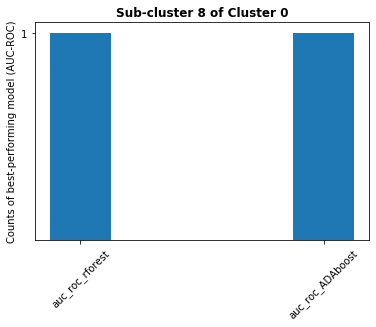 Sub-cluster 8 of Cluster 0
Counts of best-performing model (AUC-ROC)
1
auc_roc_rforest
auc_roc_ADAboost